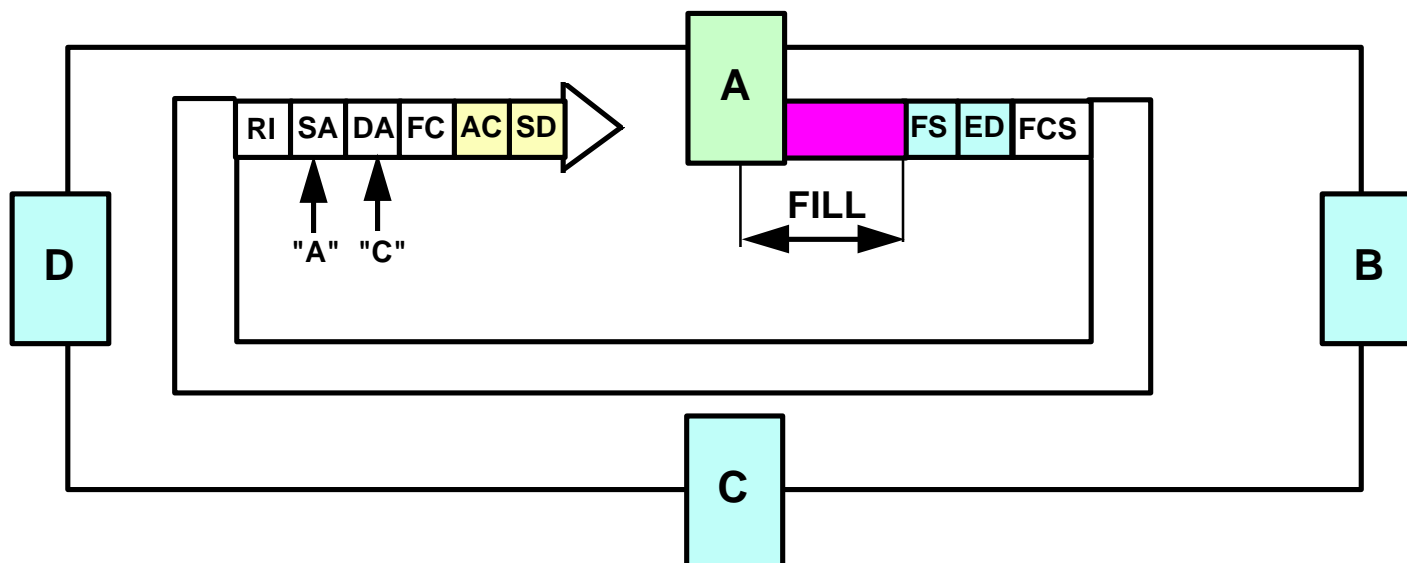 A
RI SA DA FC AC SD
FS ED FCS
FILL
"A" "C"
D
B
C